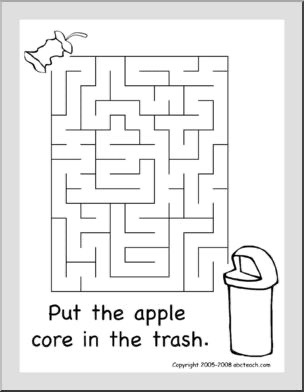 Put the apple
core in the trash.
Copyright 2005-2008 abcteach.com